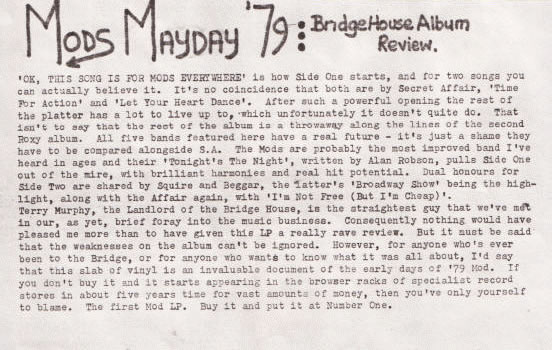 MODS MAYDAY '79 : BridgeHouse Album
Review.
'OK, THIS SONG IS FOR MODS EVERYWHERE' is how Side One starts, and for two songs you
can actually believe it. It's no coincidence that both are by Secret Affair, 'Time
For Action' and 'Let Your Heart Dance'. After such a powerful opening the rest of
the platter has a lot to live up to, which unfortunately it doesn't quite do. That
isn't to say that the rest of the album is a throwaway along the lines of the second
Roxy album. All five bands featured here have a real future - it's just a shame they
have to be compared alongside S.A. The Mods are probably the most improved band I've
heard in ages and their 'Tonight's The Night', written by Alan Robson, pulls Side One
out of the mire, with brilliant harmonies and real hit potential. Dual honours for
Side Two are shared by Squire and Beggar, the latter's 'Broadway Show' being the high-
light, along with the Affair again, with 'I'm Not Free (But I'm Cheap)'.
Terry Murphy, the Landlord of the Bridge House, is the straightest guy that we've met
in our, as yet, brief foray into the music business. Consequently nothing would have
pleased me more than to have given this LP a really rave review. But it must be said
that the weaknesses on the album can't be ignored. However, for anyone who's ever
been to the Bridge, or for anyone who wants to know what it was all about, I'd say
that this slab of vinyl is an invaluable document of the early days of '79 Mod. If
you don't buy it and it starts appearing in the browser racks of specialist record
stores in about five years time for vast amounts of money, then you've only yourself
to blame. The first Mod LP. Buy it and put it at Number One.